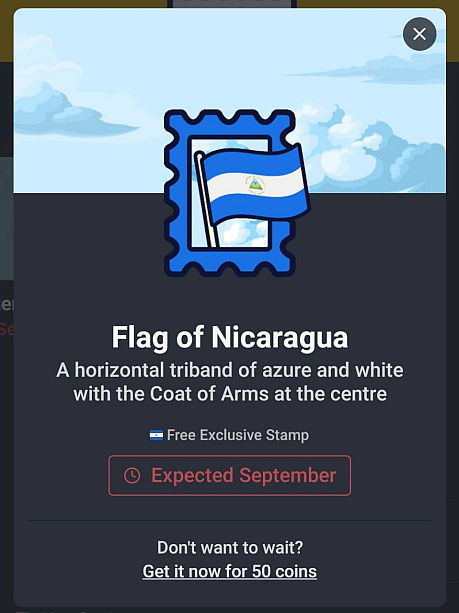 Flag of Nicaragua
A horizontal triband of azure and white
with the Coat of Arms at the centre
Free Exclusive Stamp
Expected September
Don't want to wait?
Get it now for 50 coins